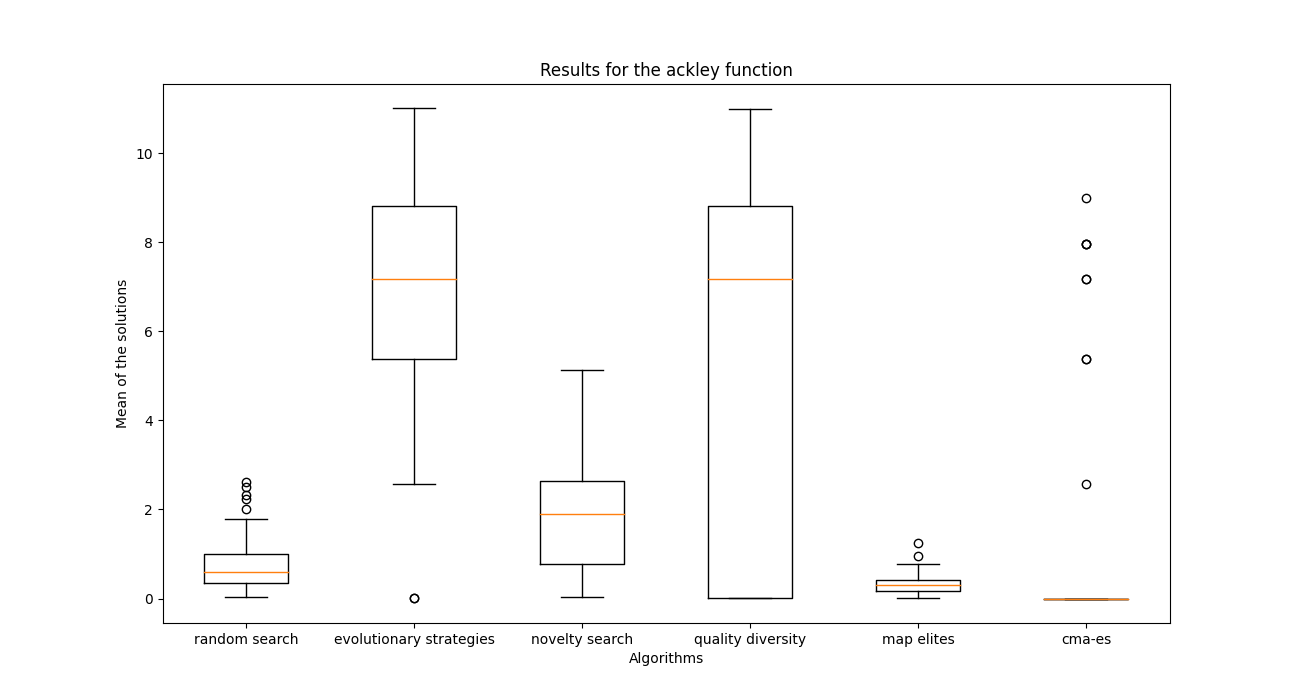 Results for the ackley function
Mean of the solutions
10
8
6
4
2
0
random search evolutionary strategies novelty search quality diversity map elites cma-es
Algorithms